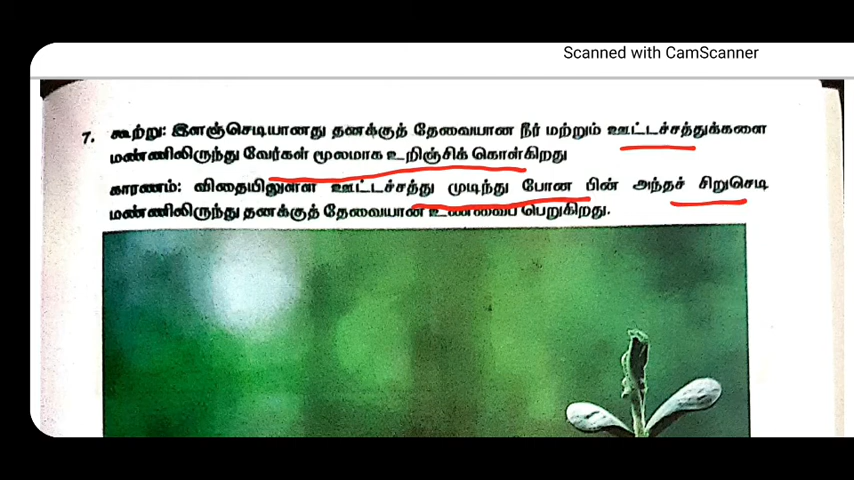 Scanned with CamScanner
7. கூற்று: இளஞ்செடியானது தனக்குத் தேவையான நீர் மற்றும் ஊட்டச்சத்துக்களை
மண்ணிலிருந்து வேர்கள் மூலமாக உறிஞ்சிக் கொள்கிறது
காரணம்: விதையிலுள்ள ஊட்டச்சத்து முடிந்து போன பின் அந்தச் சிறுசெடி
மண்ணிலிருந்து தனக்குத் தேவையான உணவைப் பெறுகிறது.